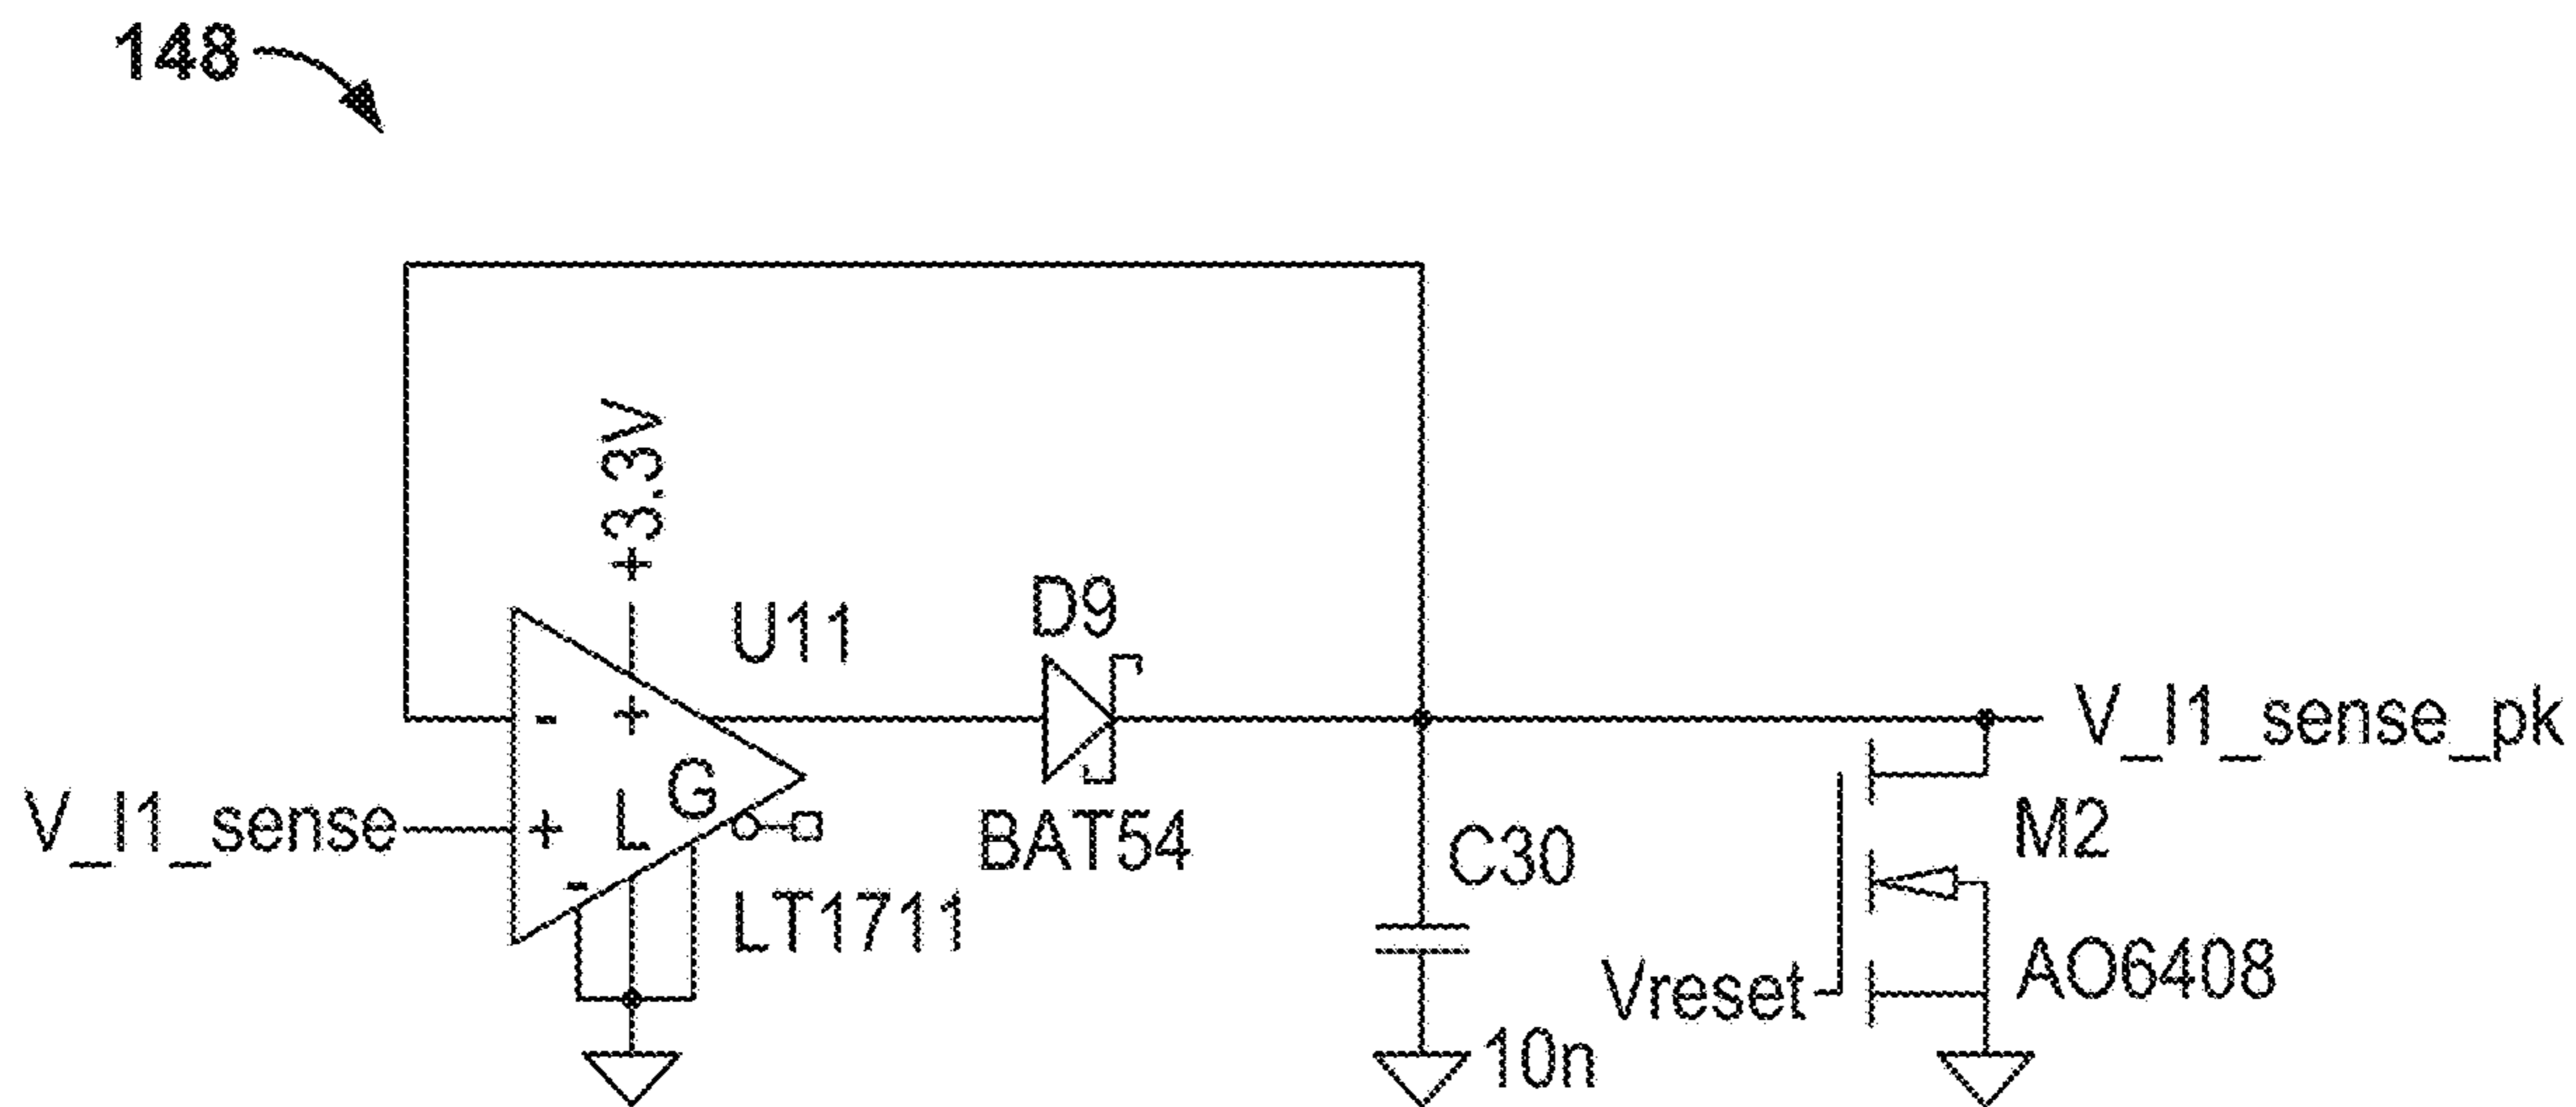 148
+3.3V
U11
D9
- +
V_I1_sense
+ L G
-
LT1711
BAT54
C30
10n
V_I1_sense_pk
M2
Vreset
AO6408